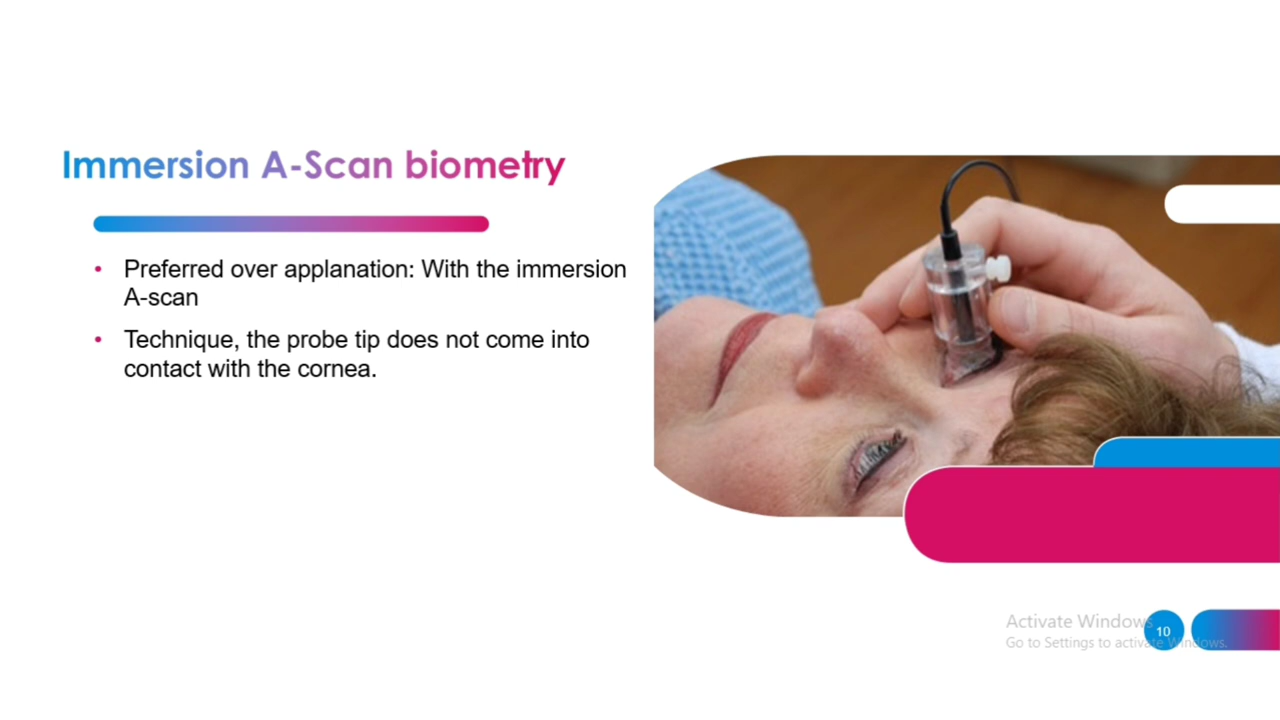 Immersion A-Scan biometry
• Preferred over applanation: With the immersion
A-scan
• Technique, the probe tip does not come into
contact with the cornea.
Activate Windows
Go to Settings to activate Windows.
10